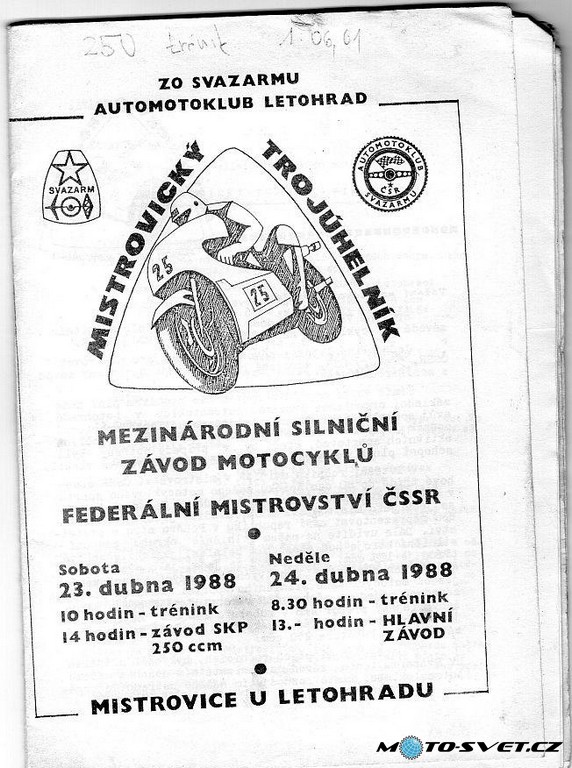 250 trénik 1:06,61
ZO SVAZARMU
AUTOMOTOKLUB LETOHRAD
SVAZARM
AUTOMOTOKLUB
ČSR
SVAZARMU
MISTROVICKÝ
TROJÚHELNÍK
25
25
MEZINÁRODNÍ SILNIČNÍ
ZÁVOD MOTOCYKLŮ
FEDERÁLNÍ MISTROVSTVÍ ČSSR
Sobota
23. dubna 1988
10 hodin - trénink
14 hodin - závod SKP
250 ccm
Neděle
24. dubna 1988
8.30 hodin - trénink
13.- hodin - HLAVNÍ
ZÁVOD
MISTROVICE U LETOHRADU
MOTO-SVET.CZ